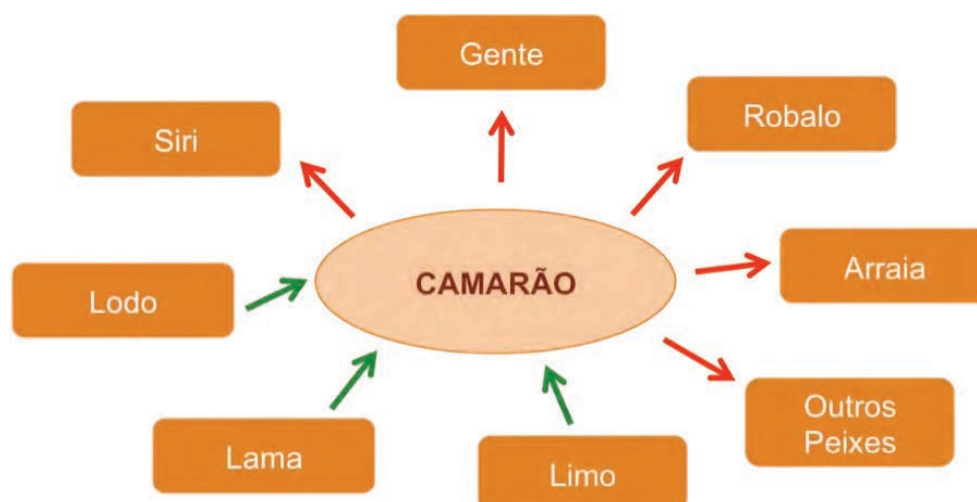 Gente
Siri
Robalo
Arraia
CAMARÃO
Lodo
Outros
Peixes
Lama
Limo